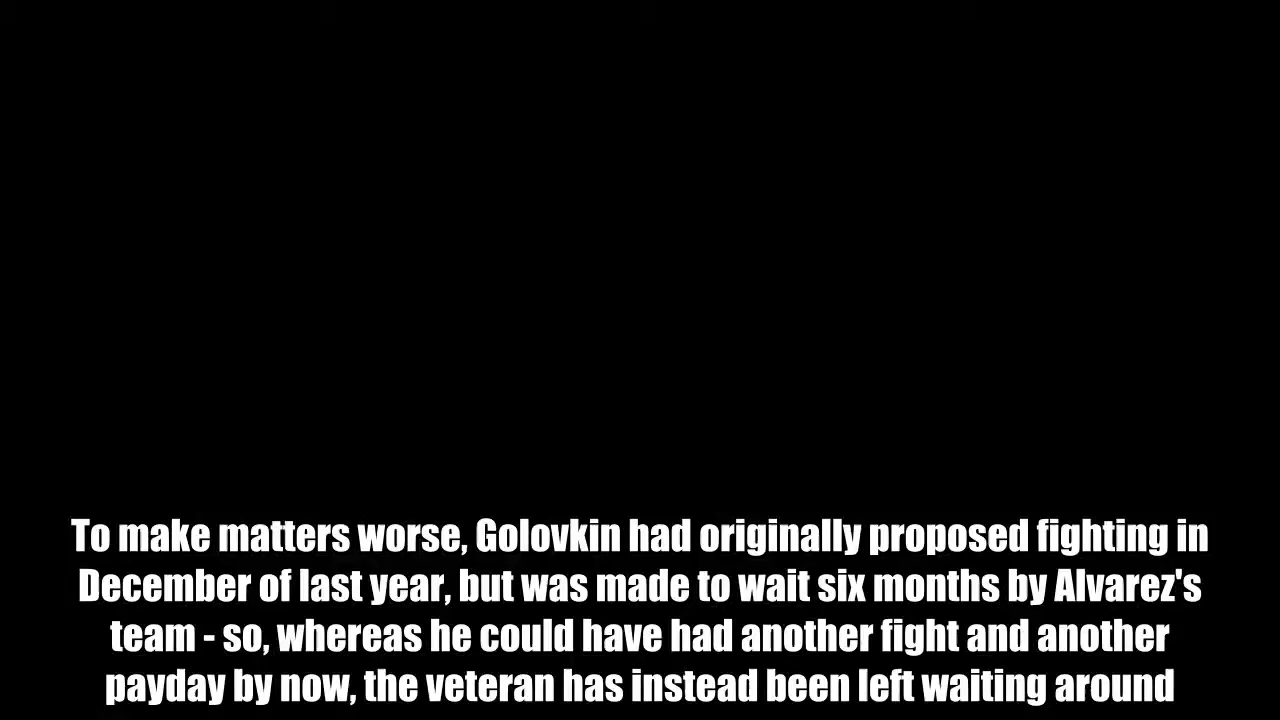 To make matters worse, Golovkin had originally proposed fighting in
December of last year, but was made to wait six months by Alvarez's
team - so, whereas he could have had another fight and another
payday by now, the veteran has instead been left waiting around